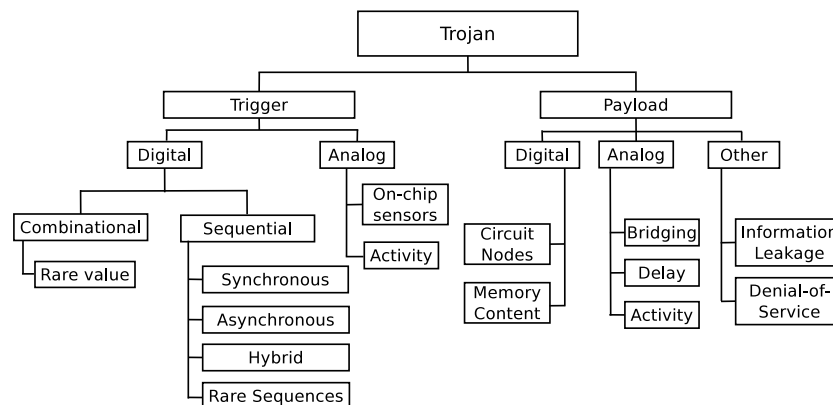 Trojan
Trigger
Payload
Digital
Analog
Digital
Analog
Other
On-chip
sensors
Activity
Combinational
Rare value
Sequential
Synchronous
Asynchronous
Hybrid
Rare Sequences
Circuit
Nodes
Memory
Content
Bridging
Delay
Activity
Information
Leakage
Denial-of-
Service